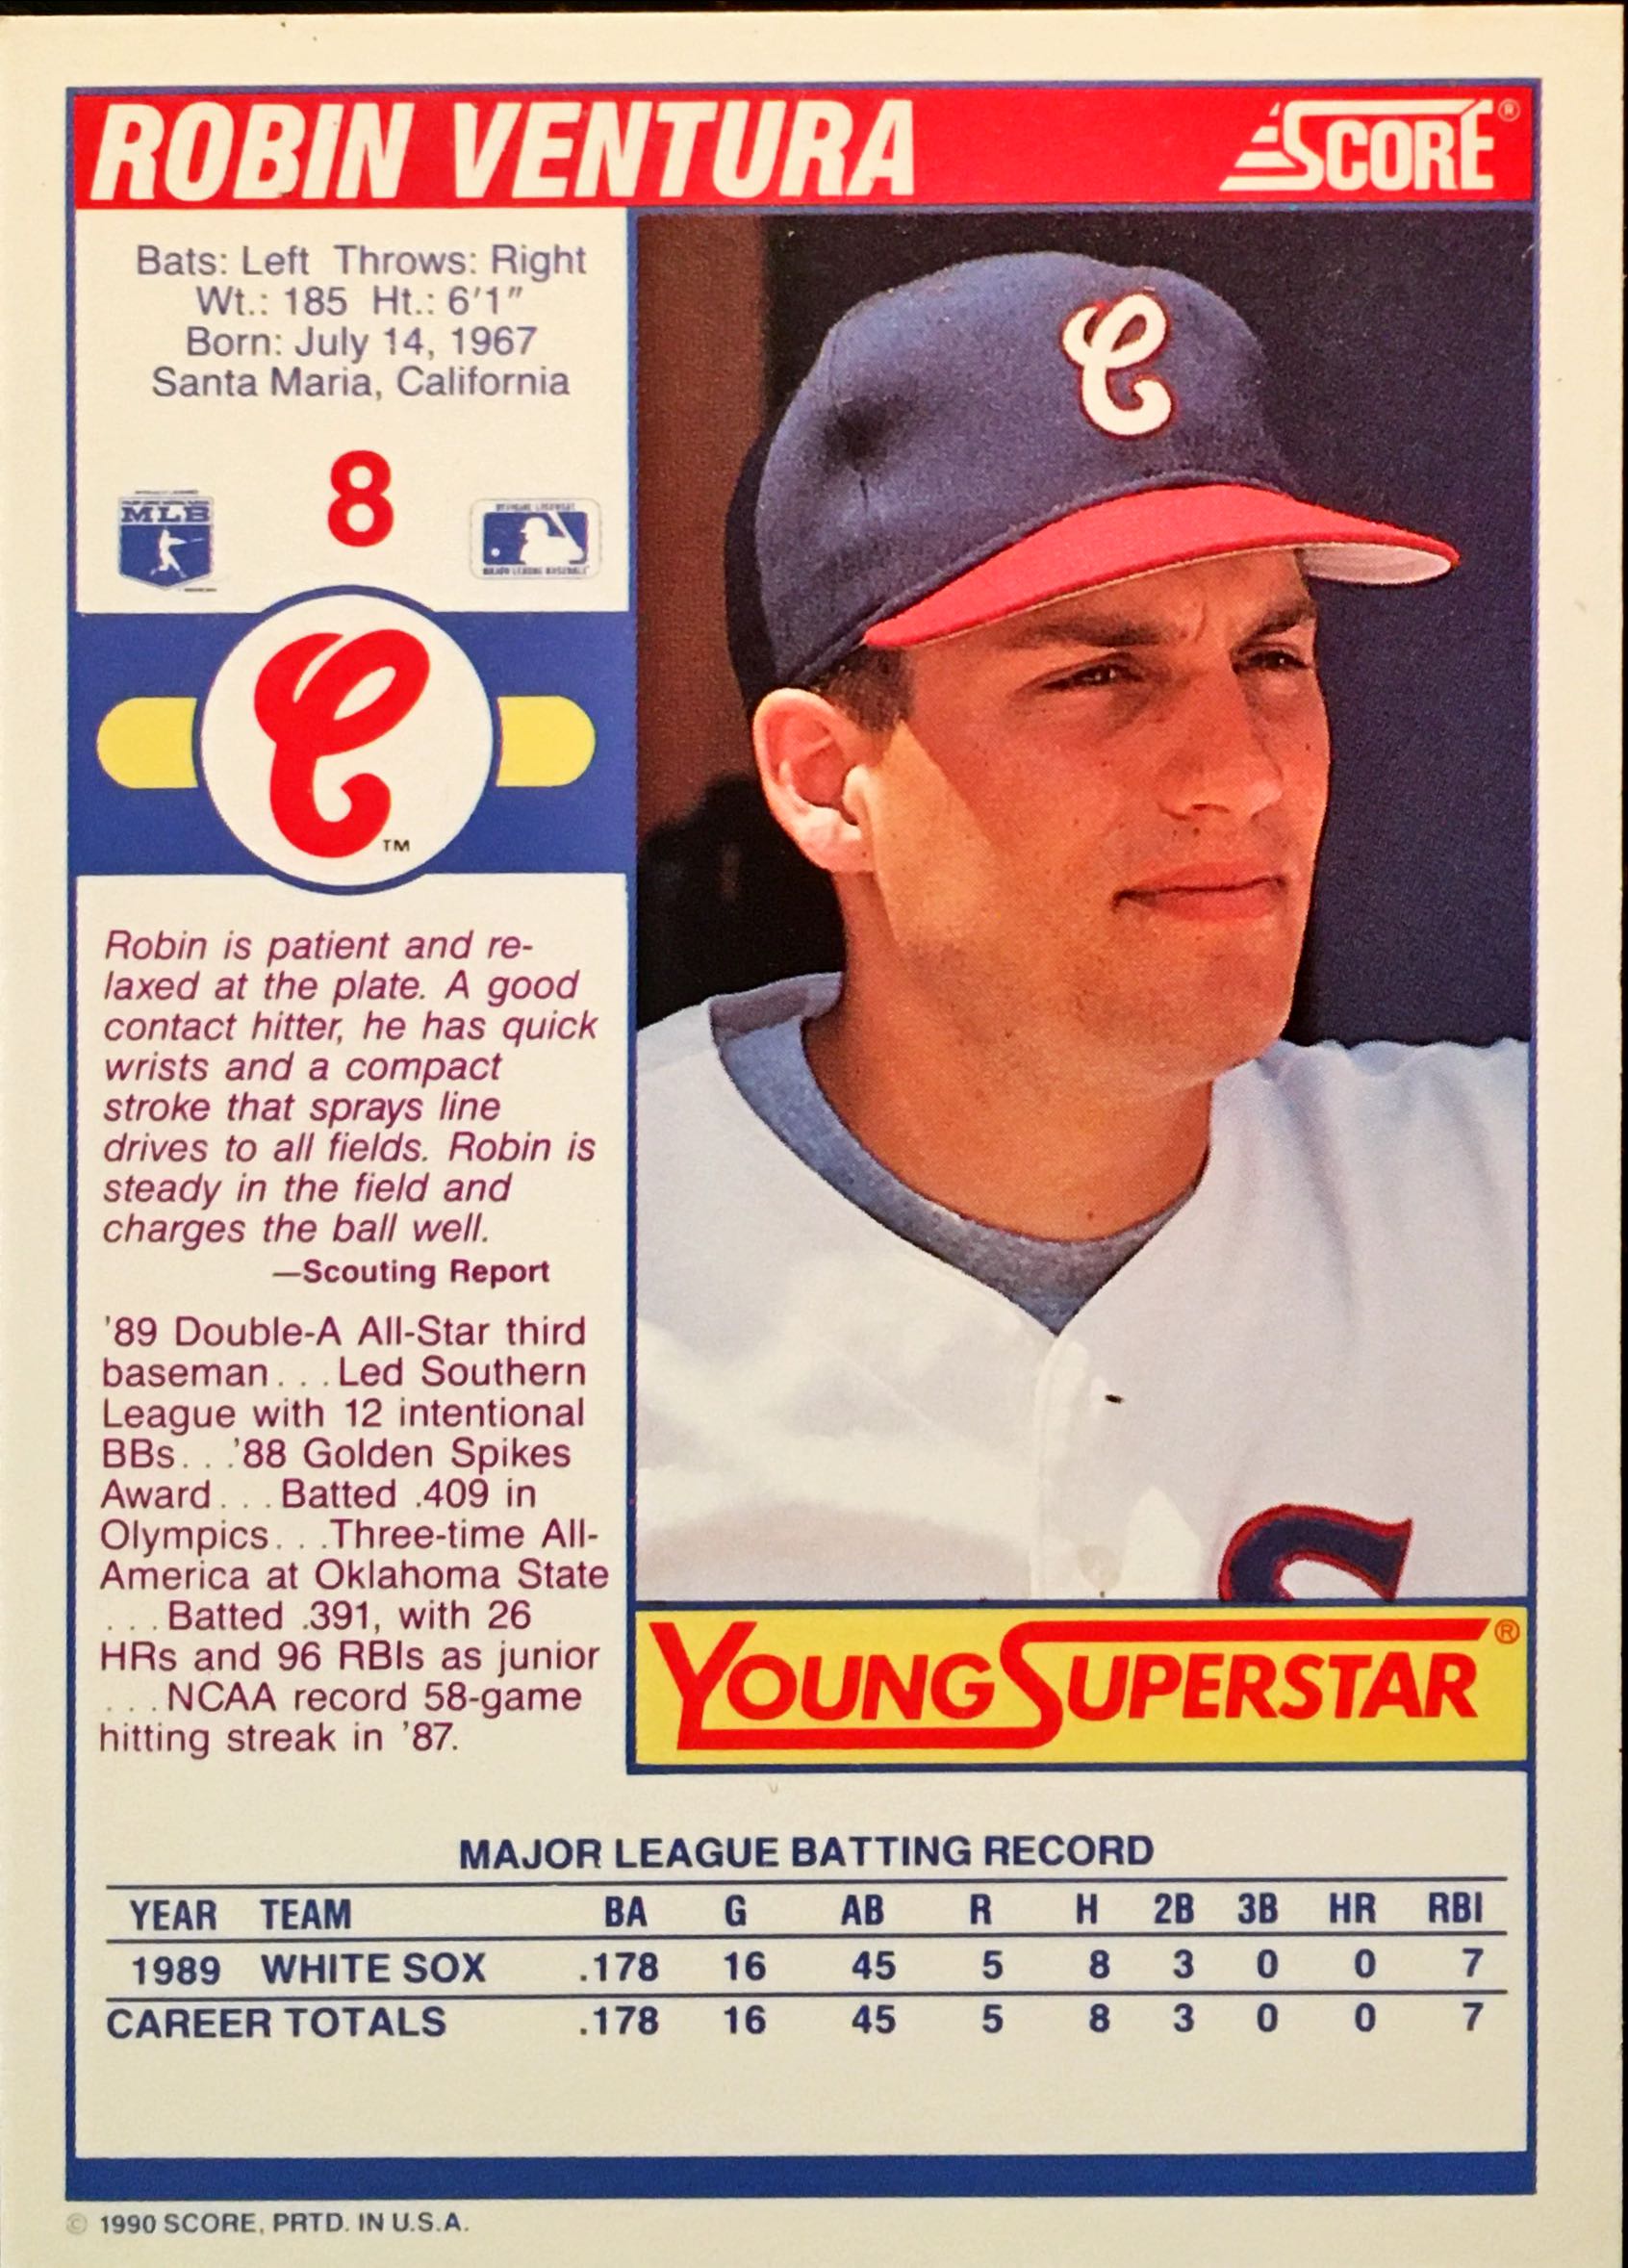 ROBIN VENTURA
SCORE®
Bats: Left Throws: Right
Wt.: 185 Ht.: 6'1"
Born: July 14, 1967
Santa Maria, California
8
MLB
MAJOR LEAGUE BASEBALL
C
C
TM
Robin is patient and re-
laxed at the plate. A good
contact hitter, he has quick
wrists and a compact
stroke that sprays line
drives to all fields. Robin is
steady in the field and
charges the ball well.
—Scouting Report
'89 Double-A All-Star third
baseman...Led Southern
League with 12 intentional
BBs...'88 Golden Spikes
Award...Batted .409 in
Olympics...Three-time All-
America at Oklahoma State
...Batted .391, with 26
HRs and 96 RBIs as junior
...NCAA record 58-game
hitting streak in '87.
S
YOUNG SUPERSTAR®
MAJOR LEAGUE BATTING RECORD
YEAR TEAM BA G AB R H 2B 3B HR RBI
1989 WHITE SOX .178 16 45 5 8 3 0 0 7
CAREER TOTALS .178 16 45 5 8 3 0 0 7
© 1990 SCORE, PRTD. IN U.S.A.